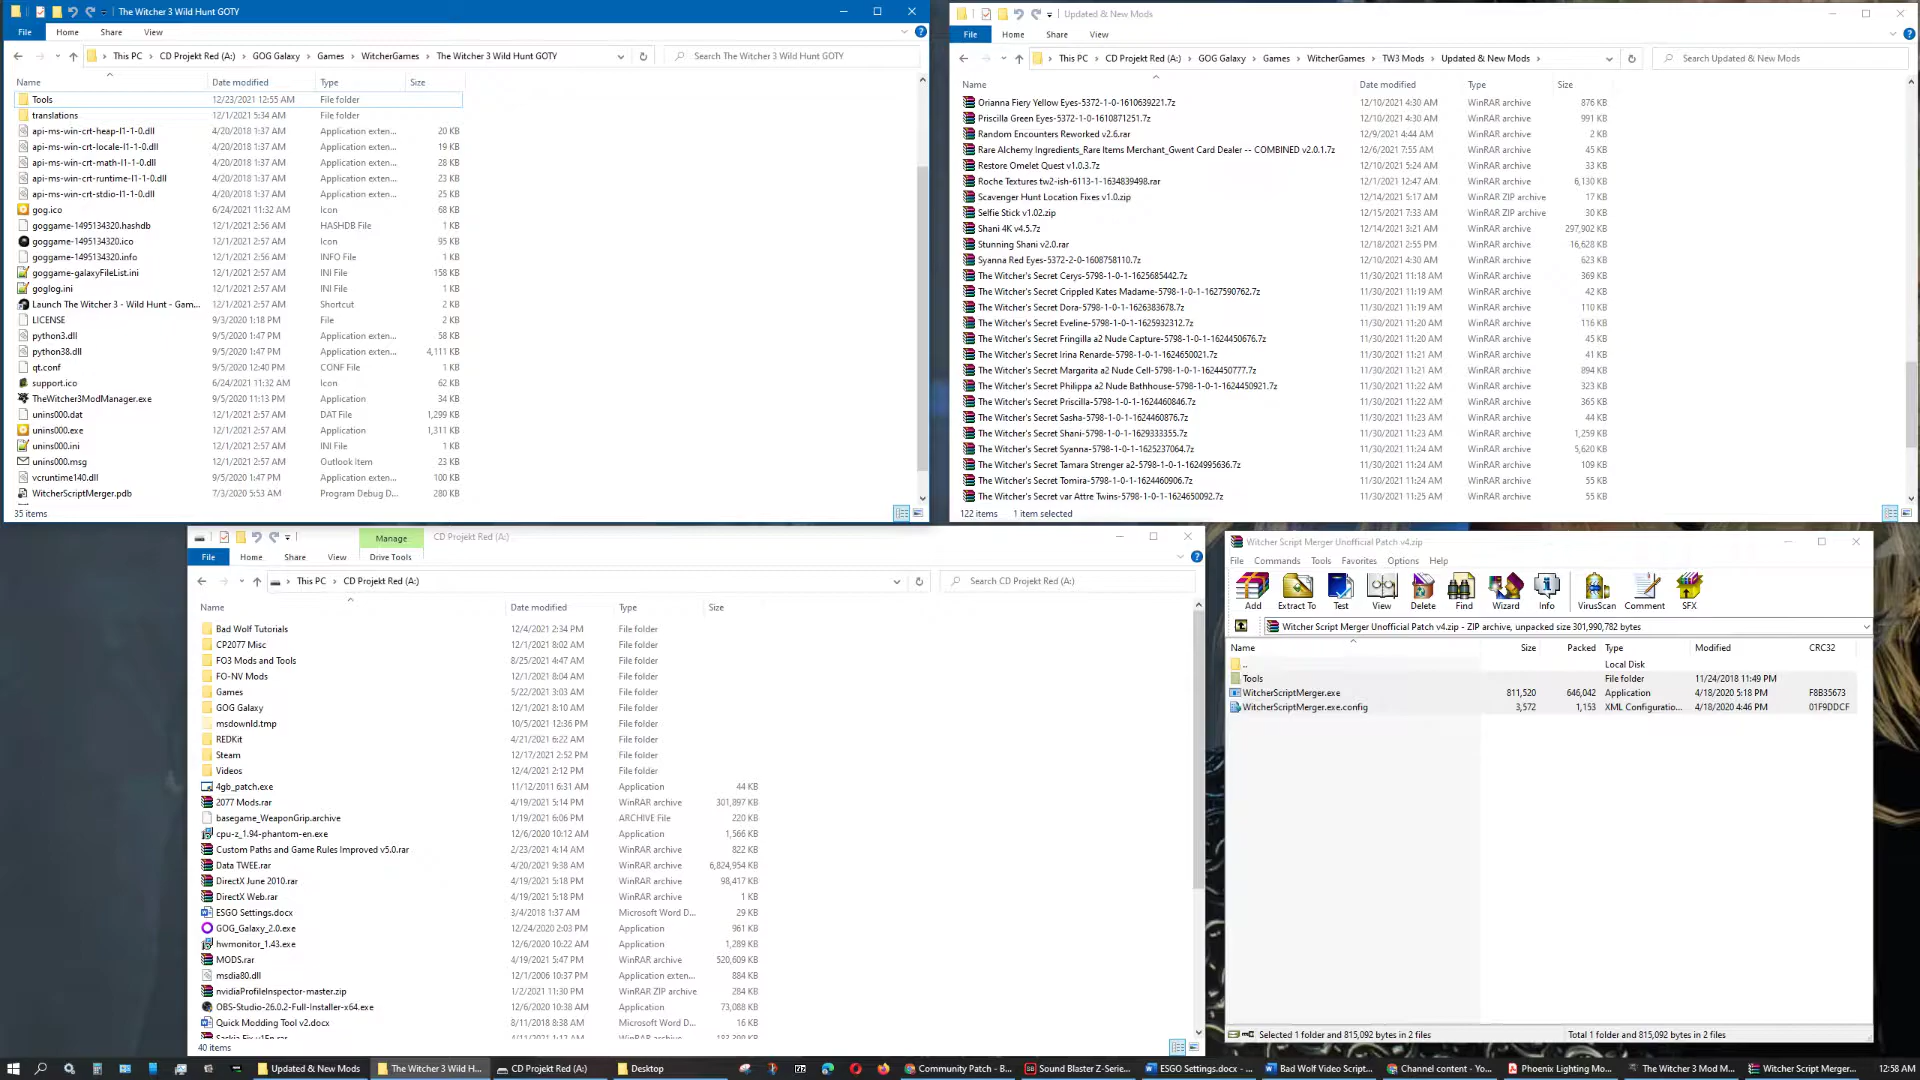 The Witcher 3 Wild Hunt GOTY
File Home Share View
This PC CD Projekt Red (A:) GOG Galaxy Games WitcherGames The Witcher 3 Wild Hunt GOTY
Search The Witcher 3 Wild Hunt GOTY
Name Date modified Type Size
Tools 12/23/2021 12:55 AM File folder
translations 12/1/2021 5:34 AM File folder
api-ms-win-crt-heap-l1-1-0.dll 4/20/2018 1:37 AM Application exten... 20 KB
api-ms-win-crt-locale-l1-1-0.dll 4/20/2018 1:37 AM Application exten... 19 KB
api-ms-win-crt-math-l1-1-0.dll 4/20/2018 1:37 AM Application exten... 28 KB
api-ms-win-crt-runtime-l1-1-0.dll 4/20/2018 1:37 AM Application exten... 23 KB
api-ms-win-crt-stdio-l1-1-0.dll 4/20/2018 1:37 AM Application exten... 25 KB
gog.ico 6/24/2021 11:32 AM Icon 68 KB
goggame-1495134320.hashdb 12/1/2021 2:56 AM HASHDB File 1 KB
goggame-1495134320.ico 12/1/2021 2:57 AM Icon 95 KB
goggame-1495134320.info 12/1/2021 2:56 AM INFO File 1 KB
goggame-galaxyFileList.ini 12/1/2021 2:57 AM INI File 158 KB
goglog.ini 12/1/2021 2:57 AM INI File 1 KB
Launch The Witcher 3 - Wild Hunt - Gam... 12/1/2021 2:57 AM Shortcut 2 KB
LICENSE 9/3/2020 1:18 PM File 2 KB
python3.dll 9/5/2020 1:47 PM Application exten... 58 KB
python38.dll 9/5/2020 1:47 PM Application exten... 4,111 KB
qt.conf 9/5/2020 12:40 PM CONF File 1 KB
support.ico 6/24/2021 11:32 AM Icon 62 KB
TheWitcher3ModManager.exe 9/5/2020 11:13 PM Application 34 KB
unins000.dat 12/1/2021 2:57 AM DAT File 1,299 KB
unins000.exe 12/1/2021 2:57 AM Application 1,311 KB
unins000.ini 12/1/2021 2:57 AM INI File 1 KB
unins000.msg 12/1/2021 2:57 AM Outlook Item 23 KB
vcruntime140.dll 9/5/2020 1:47 PM Application exten... 100 KB
WitcherScriptMerger.pdb 7/3/2020 5:53 AM Program Debug D... 280 KB
35 items
Updated & New Mods
File Home Share View
This PC CD Projekt Red (A:) GOG Galaxy Games WitcherGames TW3 Mods Updated & New Mods
Search Updated & New Mods
Name Date modified Type Size
Orianna Fiery Yellow Eyes-5372-1-0-1610639221.7z 12/10/2021 4:30 AM WinRAR archive 876 KB
Priscilla Green Eyes-5372-1-0-1610871251.7z 12/10/2021 4:30 AM WinRAR archive 991 KB
Random Encounters Reworked v2.6.rar 12/9/2021 4:44 AM WinRAR archive 2 KB
Rare Alchemy Ingredients_Rare Items Merchant_Gwent Card Dealer -- COMBINED v2.0.1.7z 12/6/2021 7:55 AM WinRAR archive 45 KB
Restore Omelet Quest v1.0.3.7z 12/10/2021 5:24 AM WinRAR archive 33 KB
Roche Textures tw2-ish-6113-1-1634839498.rar 12/1/2021 12:47 AM WinRAR archive 6,130 KB
Scavenger Hunt Location Fixes v1.0.zip 12/14/2021 5:17 AM WinRAR ZIP archive 17 KB
Selfie Stick v1.02.zip 12/15/2021 7:33 AM WinRAR ZIP archive 30 KB
Shani 4K v4.5.7z 12/14/2021 3:21 AM WinRAR archive 297,902 KB
Stunning Shani v2.0.rar 12/18/2021 2:55 PM WinRAR archive 16,628 KB
Syanna Red Eyes-5372-2-0-1608758110.7z 12/10/2021 4:30 AM WinRAR archive 623 KB
The Witcher's Secret Cerys-5798-1-0-1625685442.7z 11/30/2021 11:18 AM WinRAR archive 369 KB
The Witcher's Secret Crippled Kates Madame-5798-1-0-1-1627590762.7z 11/30/2021 11:19 AM WinRAR archive 42 KB
The Witcher's Secret Dora-5798-1-0-1-1626383678.7z 11/30/2021 11:19 AM WinRAR archive 110 KB
The Witcher's Secret Eveline-5798-1-0-1-1625932312.7z 11/30/2021 11:20 AM WinRAR archive 116 KB
The Witcher's Secret Fringilla a2 Nude Capture-5798-1-0-1-1624450676.7z 11/30/2021 11:20 AM WinRAR archive 45 KB
The Witcher's Secret Irina Renarde-5798-1-0-1-1624650021.7z 11/30/2021 11:21 AM WinRAR archive 41 KB
The Witcher's Secret Margarita a2 Nude Cell-5798-1-0-1-1624450777.7z 11/30/2021 11:21 AM WinRAR archive 894 KB
The Witcher's Secret Philippa a2 Nude Bathhouse-5798-1-0-1-1624450921.7z 11/30/2021 11:22 AM WinRAR archive 323 KB
The Witcher's Secret Priscilla-5798-1-0-1-1624460846.7z 11/30/2021 11:22 AM WinRAR archive 365 KB
The Witcher's Secret Sasha-5798-1-0-1-1624460876.7z 11/30/2021 11:23 AM WinRAR archive 44 KB
The Witcher's Secret Shani-5798-1-0-1-1629333355.7z 11/30/2021 11:23 AM WinRAR archive 1,259 KB
The Witcher's Secret Syanna-5798-1-0-1-1625237064.7z 11/30/2021 11:24 AM WinRAR archive 5,620 KB
The Witcher's Secret Tamara Strenger a2-5798-1-0-1-1624995636.7z 11/30/2021 11:24 AM WinRAR archive 109 KB
The Witcher's Secret Tomira-5798-1-0-1-1624460906.7z 11/30/2021 11:24 AM WinRAR archive 55 KB
The Witcher's Secret var Attre Twins-5798-1-0-1-1624650092.7z 11/30/2021 11:25 AM WinRAR archive 55 KB
122 items 1 item selected
Manage CD Projekt Red (A:)
File Home Share View Drive Tools
This PC CD Projekt Red (A:)
Search CD Projekt Red (A:)
Name Date modified Type Size
Bad Wolf Tutorials 12/4/2021 2:34 PM File folder
CP2077 Misc 12/1/2021 8:02 AM File folder
FO3 Mods and Tools 8/25/2021 4:47 AM File folder
FO-NV Mods 12/1/2021 8:04 AM File folder
Games 5/22/2021 3:03 AM File folder
GOG Galaxy 12/1/2021 8:10 AM File folder
msdownld.tmp 10/5/2021 12:36 PM File folder
REDKit 4/21/2021 6:22 AM File folder
Steam 12/17/2021 2:52 PM File folder
Videos 12/4/2021 2:12 PM File folder
4gb_patch.exe 11/12/2011 6:31 AM Application 44 KB
2077 Mods.rar 4/19/2021 5:14 PM WinRAR archive 301,897 KB
basegame_WeaponGrip.archive 1/19/2021 6:06 PM ARCHIVE File 220 KB
cpu-z_1.94-phantom-en.exe 12/6/2020 10:12 AM Application 1,566 KB
Custom Paths and Game Rules Improved v5.0.rar 2/23/2021 4:14 AM WinRAR archive 822 KB
Data TWEE.rar 4/20/2021 9:38 AM WinRAR archive 6,824,954 KB
DirectX June 2010.rar 4/19/2021 5:18 PM WinRAR archive 98,417 KB
DirectX Web.rar 4/19/2021 5:18 PM WinRAR archive 1 KB
ESGO Settings.docx 3/4/2018 1:37 AM Microsoft Word D... 29 KB
GOG_Galaxy_2.0.exe 12/24/2020 2:03 PM Application 961 KB
hwmonitor_1.43.exe 12/6/2020 10:22 AM Application 1,289 KB
MODS.rar 4/19/2021 5:47 PM WinRAR archive 520,609 KB
msdia80.dll 12/1/2006 10:37 PM Application exten... 884 KB
nvidiaProfileInspector-master.zip 1/2/2021 11:30 PM WinRAR ZIP archive 284 KB
OBS-Studio-26.0.2-Full-Installer-x64.exe 12/6/2020 10:38 AM Application 73,088 KB
Quick Modding Tool v2.docx 8/11/2018 8:38 AM Microsoft Word D... 16 KB
40 items
Witcher Script Merger Unofficial Patch v4.zip
File Commands Tools Favorites Options Help
Add Extract To Test View Delete Find Wizard Info VirusScan Comment SFX
Witcher Script Merger Unofficial Patch v4.zip - ZIP archive, unpacked size 301,990,782 bytes
Name Size Packed Type Modified CRC32
.. Local Disk
Tools File folder 11/24/2018 11:49 PM
WitcherScriptMerger.exe 811,520 646,042 Application 4/18/2020 5:18 PM F8B35673
WitcherScriptMerger.exe.config 3,572 1,153 XML Configuratio... 4/18/2020 4:46 PM 01F9DDCF
Selected 1 folder and 815,092 bytes in 2 files Total 1 folder and 815,092 bytes in 2 files
Updated & New Mods The Witcher 3 Wild H... CD Projekt Red (A:) Desktop Community Patch - B... Sound Blaster Z-Serie... ESGO Settings.docx -... Bad Wolf Video Script... Channel content - Yo... Phoenix Lighting Mo... The Witcher 3 Mod M... Witcher Script Merger... 12:58 AM